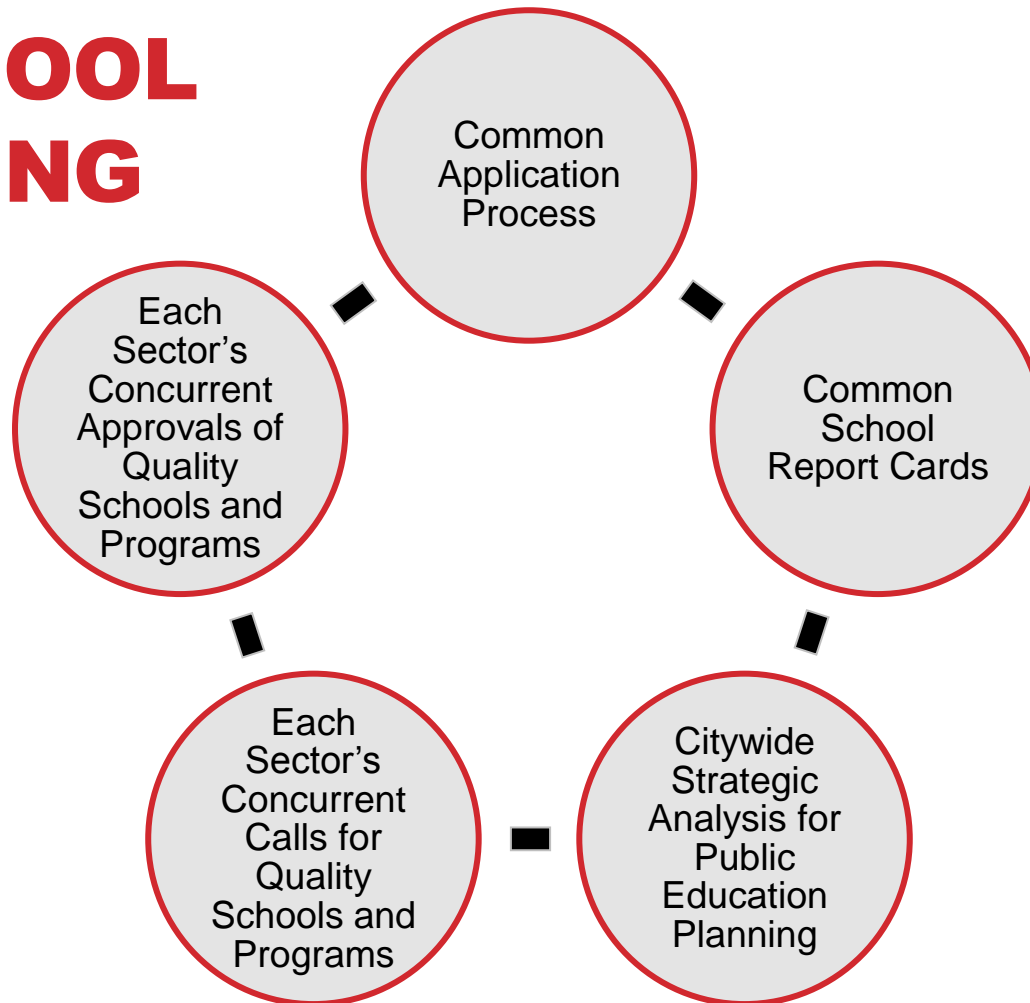 OOL
NG
Common
Application
Process
Common
School
Report Cards
Citywide
Strategic
Analysis for
Public
Education
Planning
Each
Sector’s
Concurrent
Calls for
Quality
Schools and
Programs
Each
Sector’s
Concurrent
Approvals of
Quality
Schools and
Programs